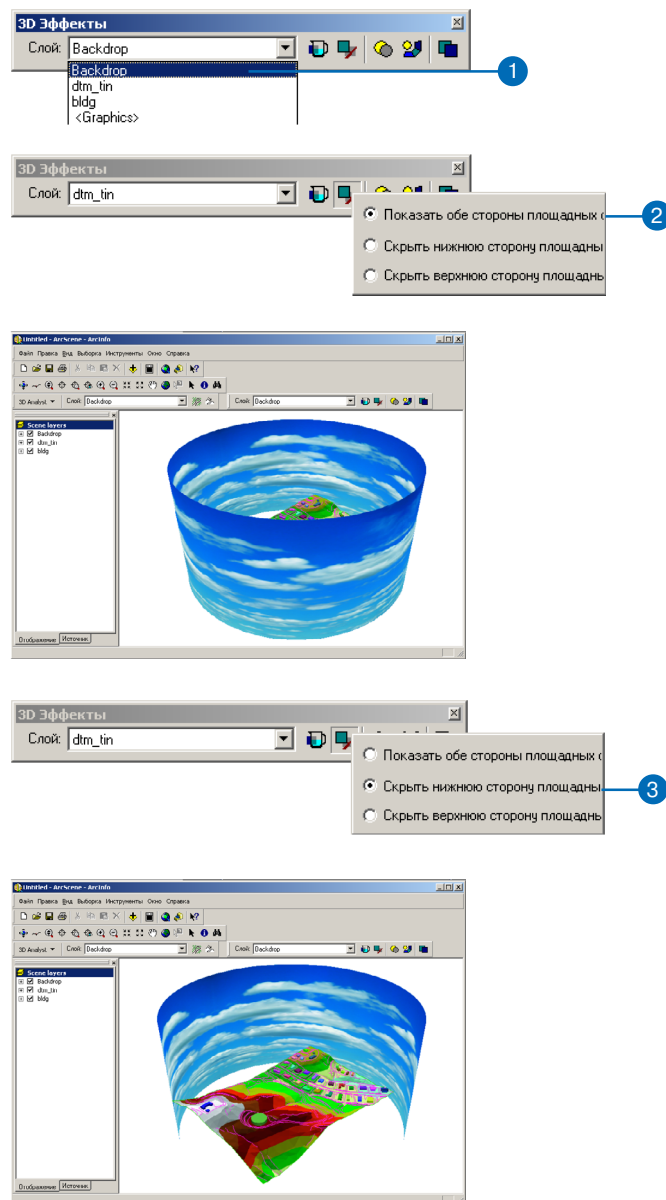 3D Эффекты
Слой: Backdrop
Backdrop
dtm_tin
bldg
<Graphics>
1
3D Эффекты
Слой: dtm_tin
Показать обе стороны площадных
2
Скрыть нижнюю сторону площадны
Скрыть верхнюю сторону площаднь
Untitled - ArcScene - ArcInfo
Файл Правка Вид Выборка Инструменты Окно Справка
3D Analyst Слой: Backdrop Слой: Backdrop
Scene layers
Backdrop
dtm_tin
bldg
Отображение Источник
3D Эффекты
Слой: dtm_tin
Показать обе стороны площадных
Скрыть нижнюю сторону площадны
3
Скрыть верхнюю сторону площаднь
Untitled - ArcScene - ArcInfo
Файл Правка Вид Выборка Инструменты Окно Справка
3D Analyst Слой: Backdrop Слой: Backdrop
Scene layers
Backdrop
dtm_tin
bldg
Отображение Источник